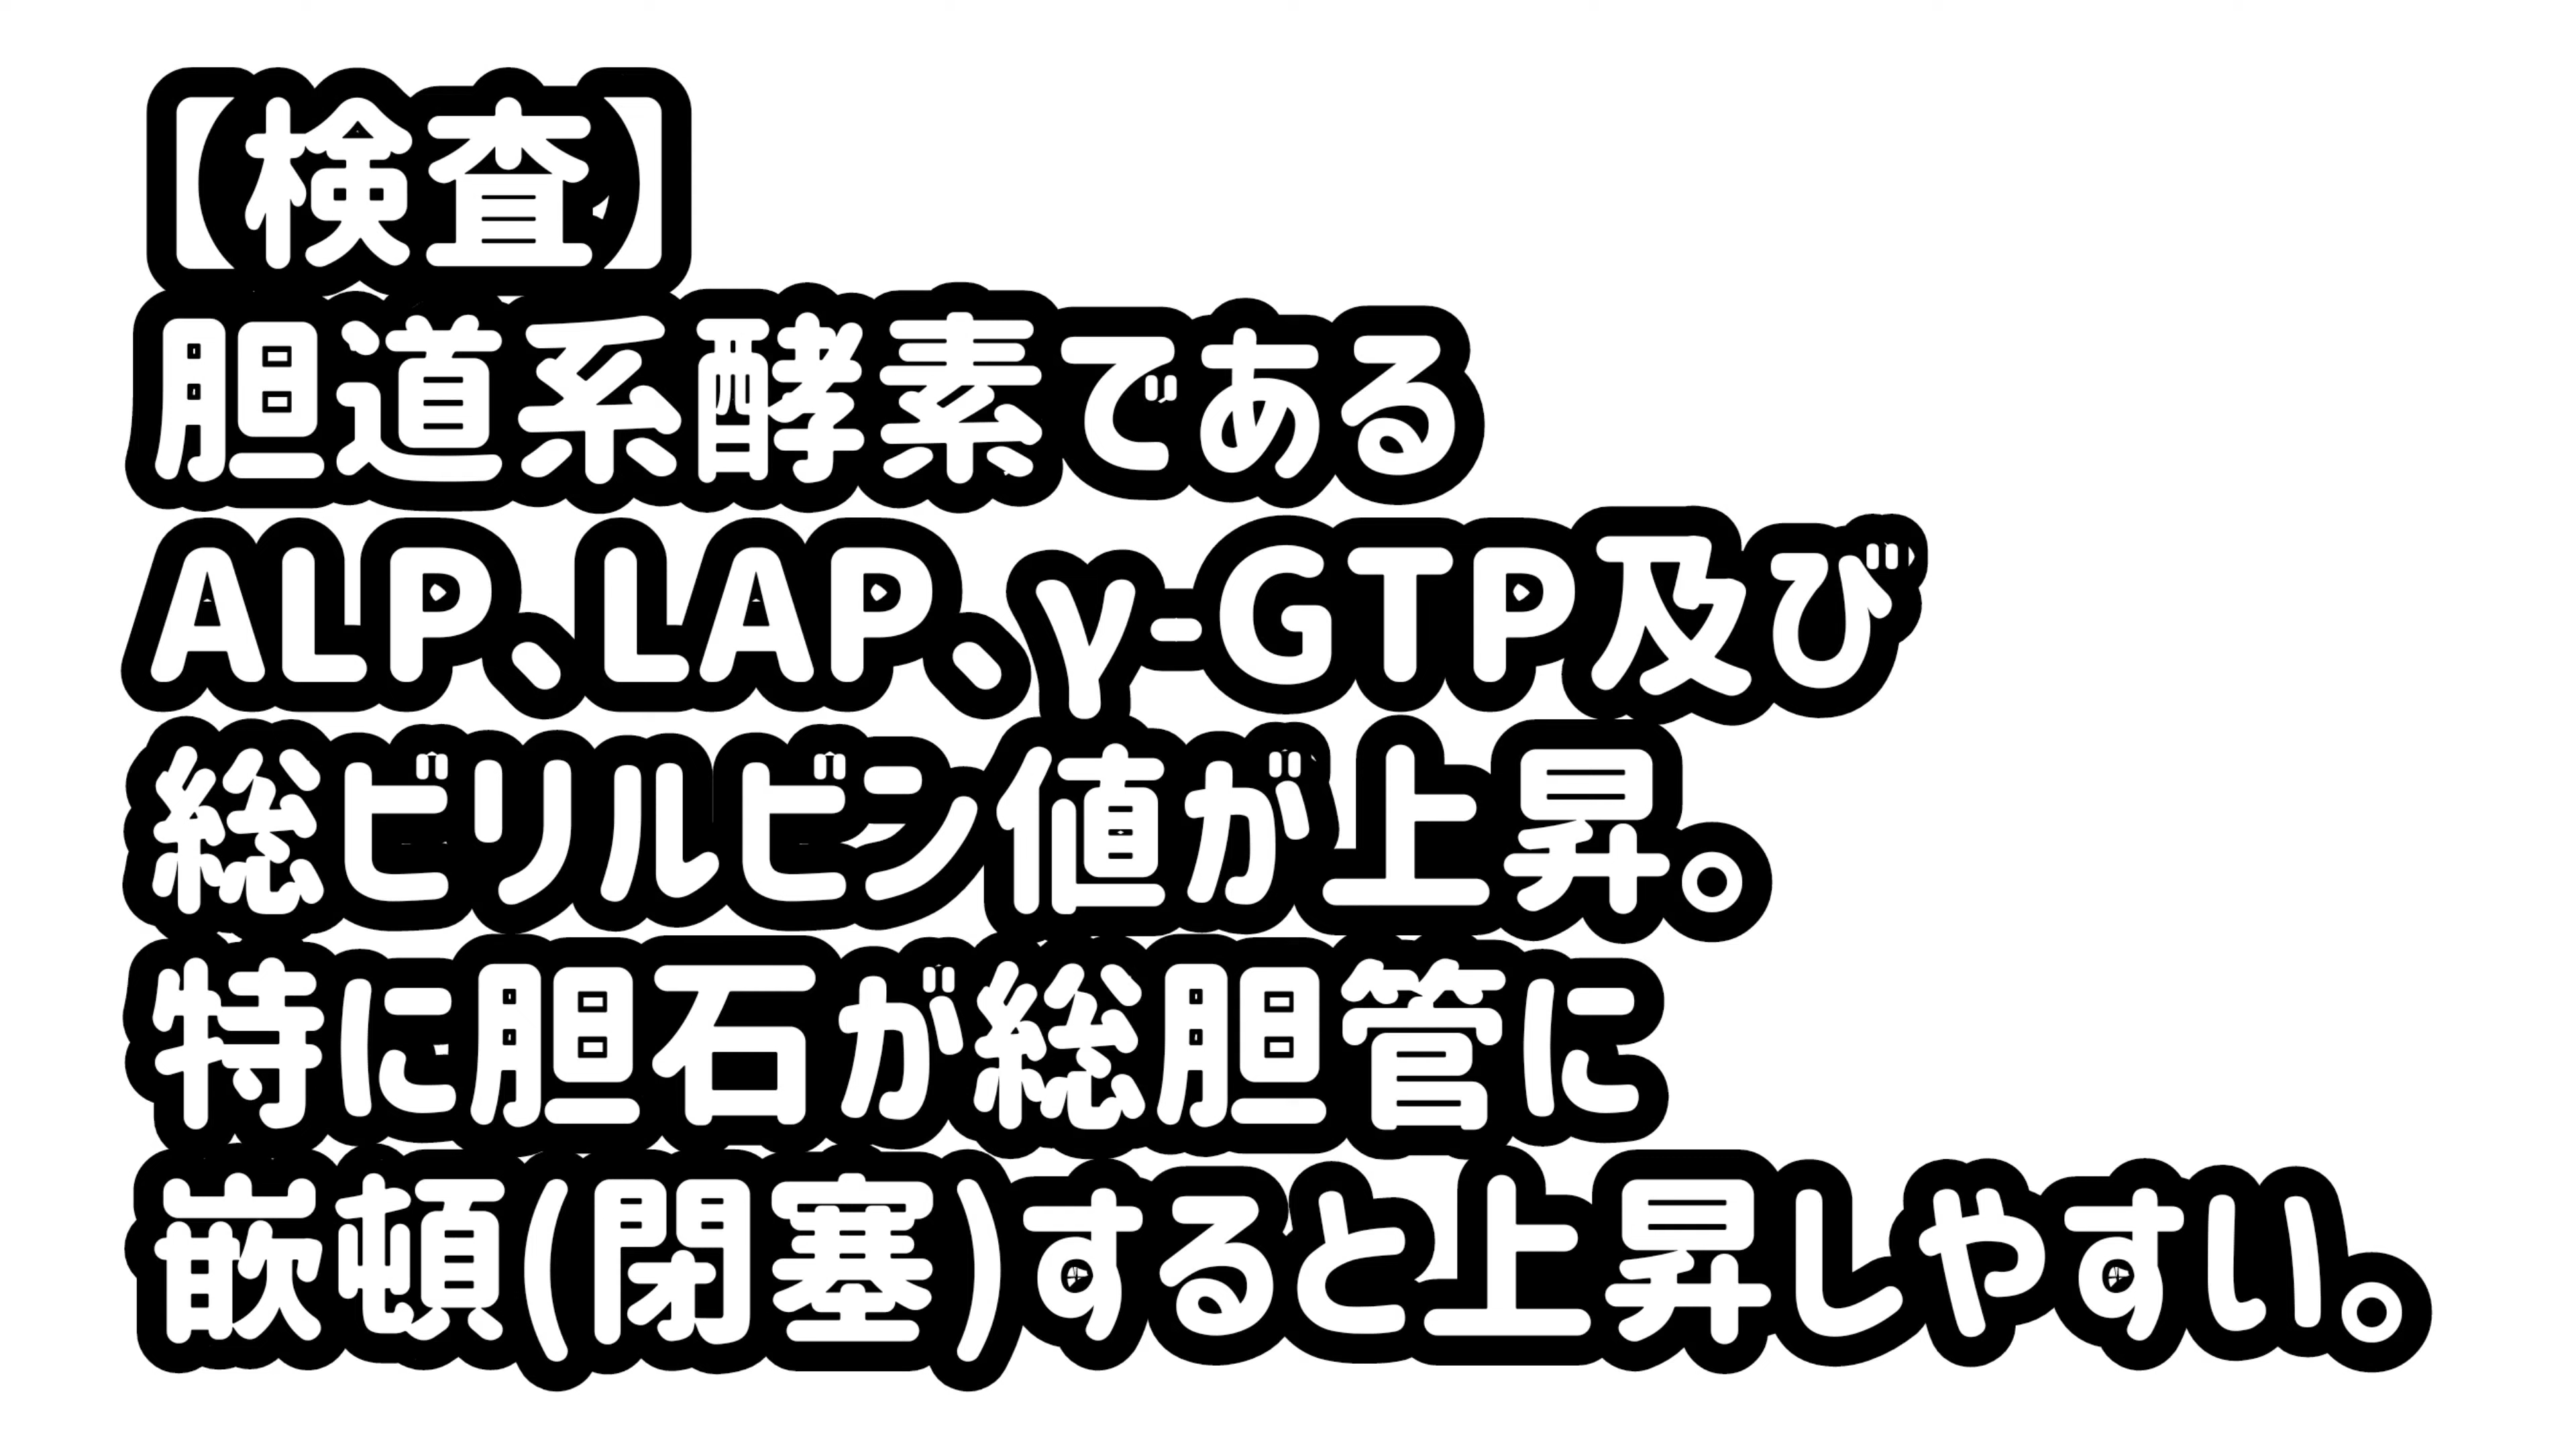 【検査】
胆道系酵素である
ALP、LAP、γ-GTP及び
総ビリルビン値が上昇。
特に胆石が総胆管に
嵌頓(閉塞)すると上昇しやすい。